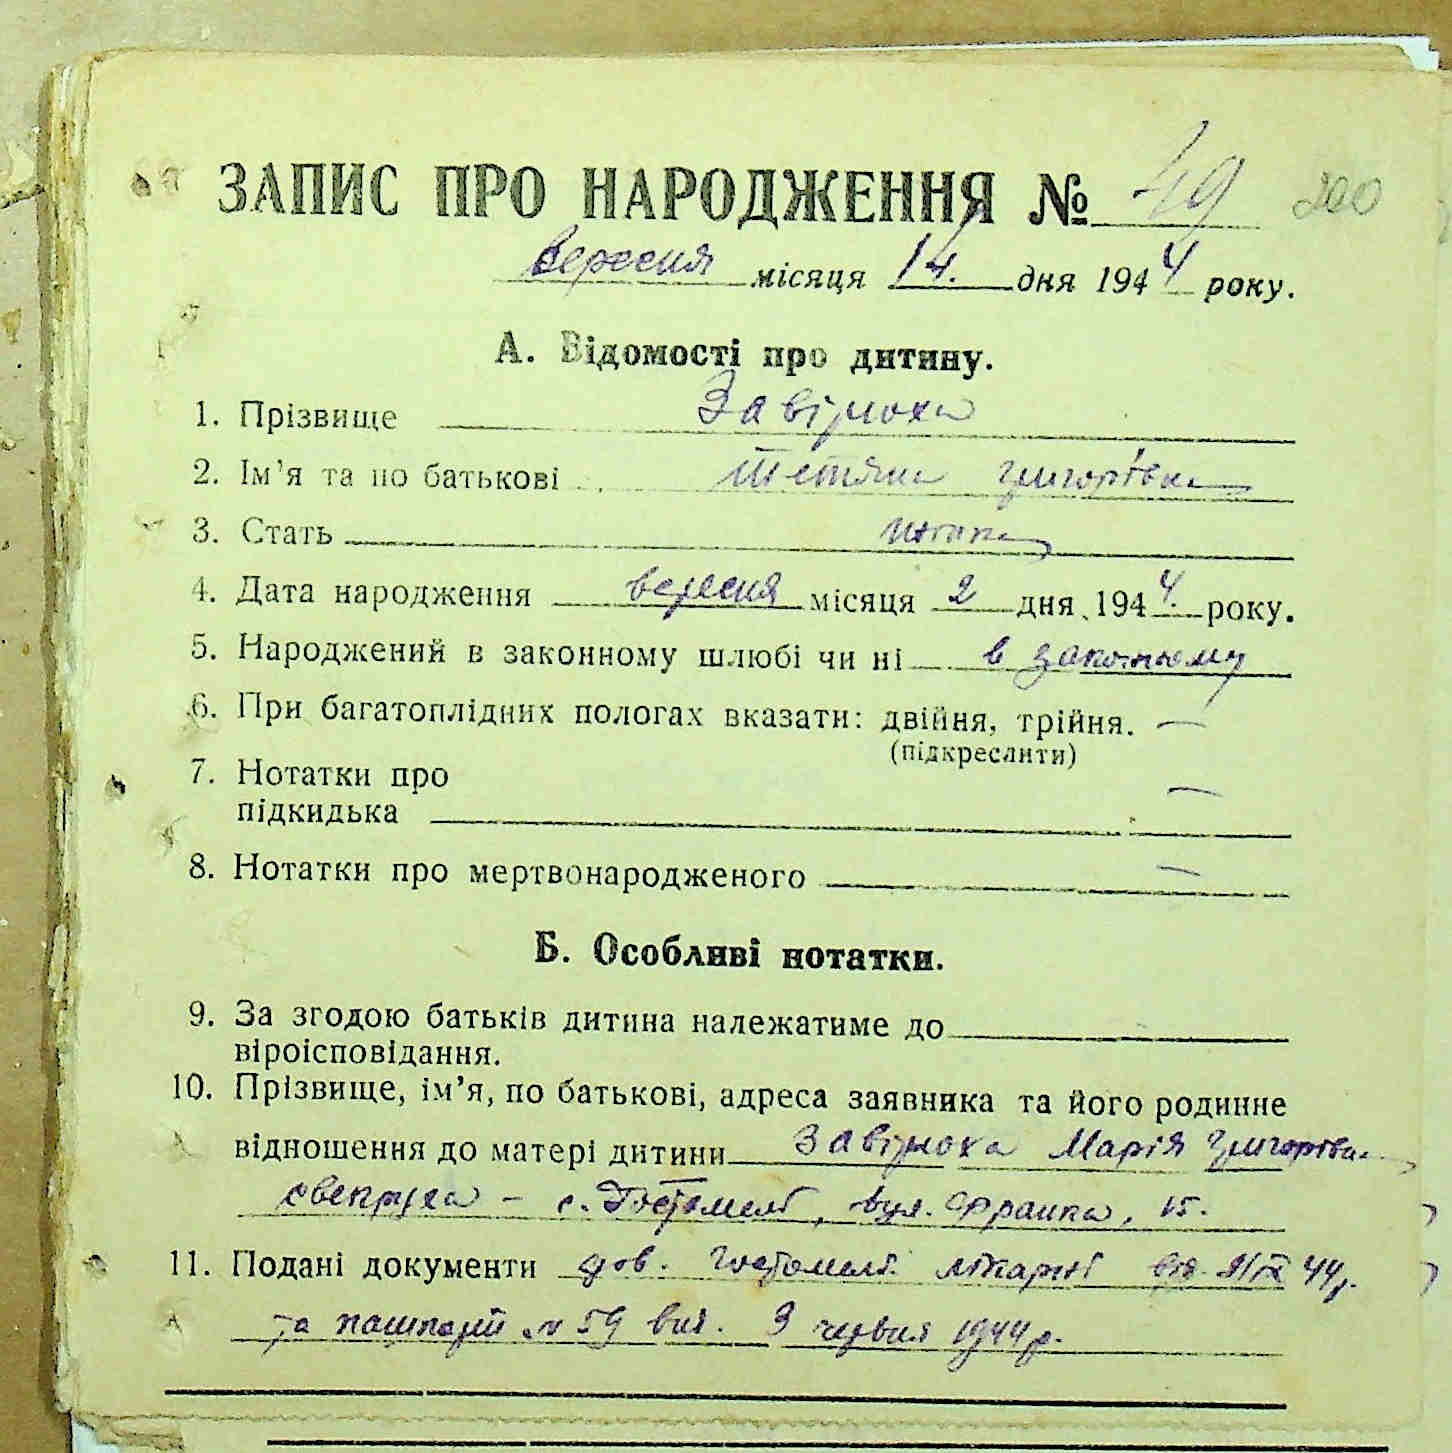 ЗАПИС ПРО НАРОДЖЕННЯ № 49 200
вересня місяця 14. дня 1944 року.
А. Відомості про дитину.
1. Прізвище Завірюха
2. Ім'я та по батькові Тетяна Григорівна
3. Стать жіноча
4. Дата народження вересня місяця 2 дня 1944. року.
5. Народжений в законному шлюбі чи ні в законному
6. При багатоплідних пологах вказати: двійня, трійня. —
(підкреслити)
7. Нотатки про —
підкидька
8. Нотатки про мертвонародженого —
Б. Особливі нотатки.
9. За згодою батьків дитина належатиме до
віроісповідання.
10. Прізвище, ім'я, по батькові, адреса заявника та його родинне
відношення до матері дитини Завірюха Марія Григорівна
свекруха – с. Гостомель, вул. Франка, 15.
11. Подані документи дов. Гостомел. лікарні від IX 44 р.
та пашпорт № 59 вид. 9 червня 1944 р.